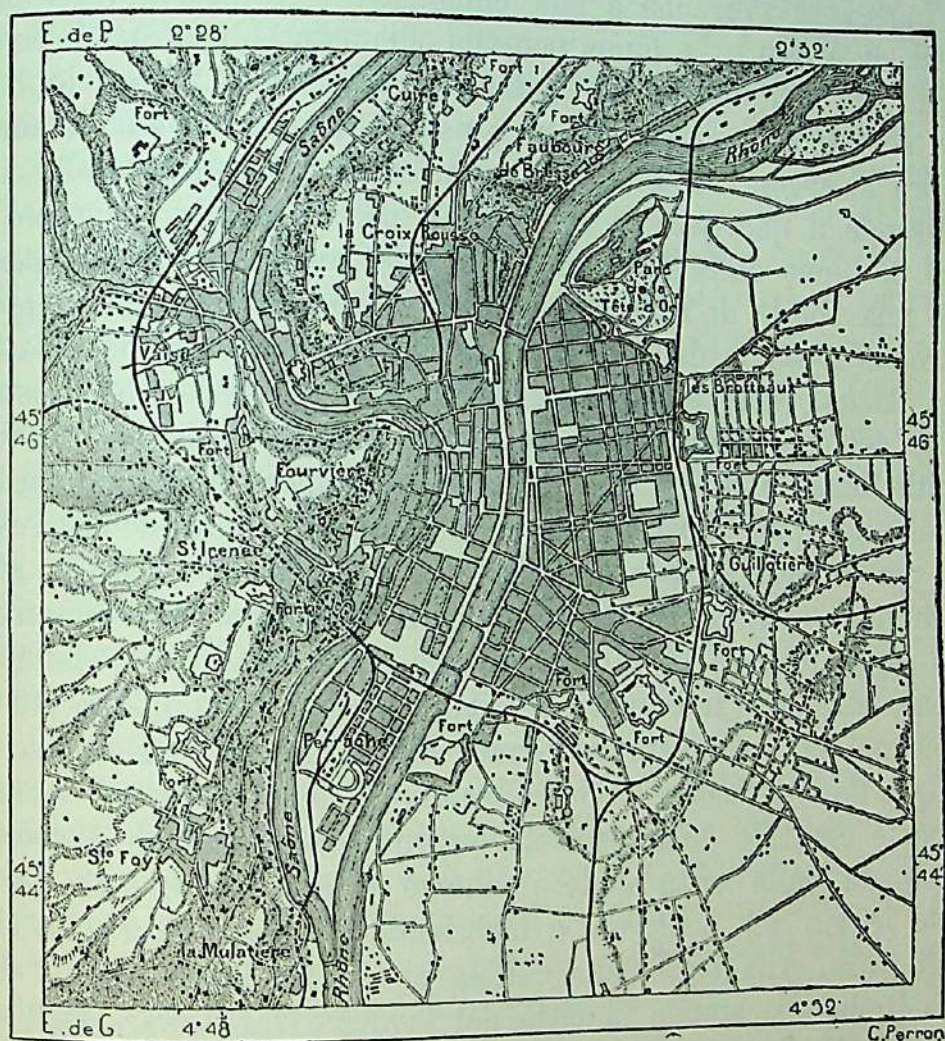 E. de P. 2° 28' 2° 32'
Fort
Fort
Fort
Cuire
Saône
Rhône
Faubourg
de Bresse
la Croix Rousse
Parc
de la
Tête d'Or
Vaise
les Brotteaux
45°
46'
45°
46'
Fort
Fort
Fourvières
St Irenée
la Guillotière
Fort
Fort
Fort
Fort
Fort
Perrache
Fort
Ste Foy
45°
44'
45°
44'
Saône
la Mulatière
Rhône
E. de G. 4° 48' 4° 52'
C. Perron